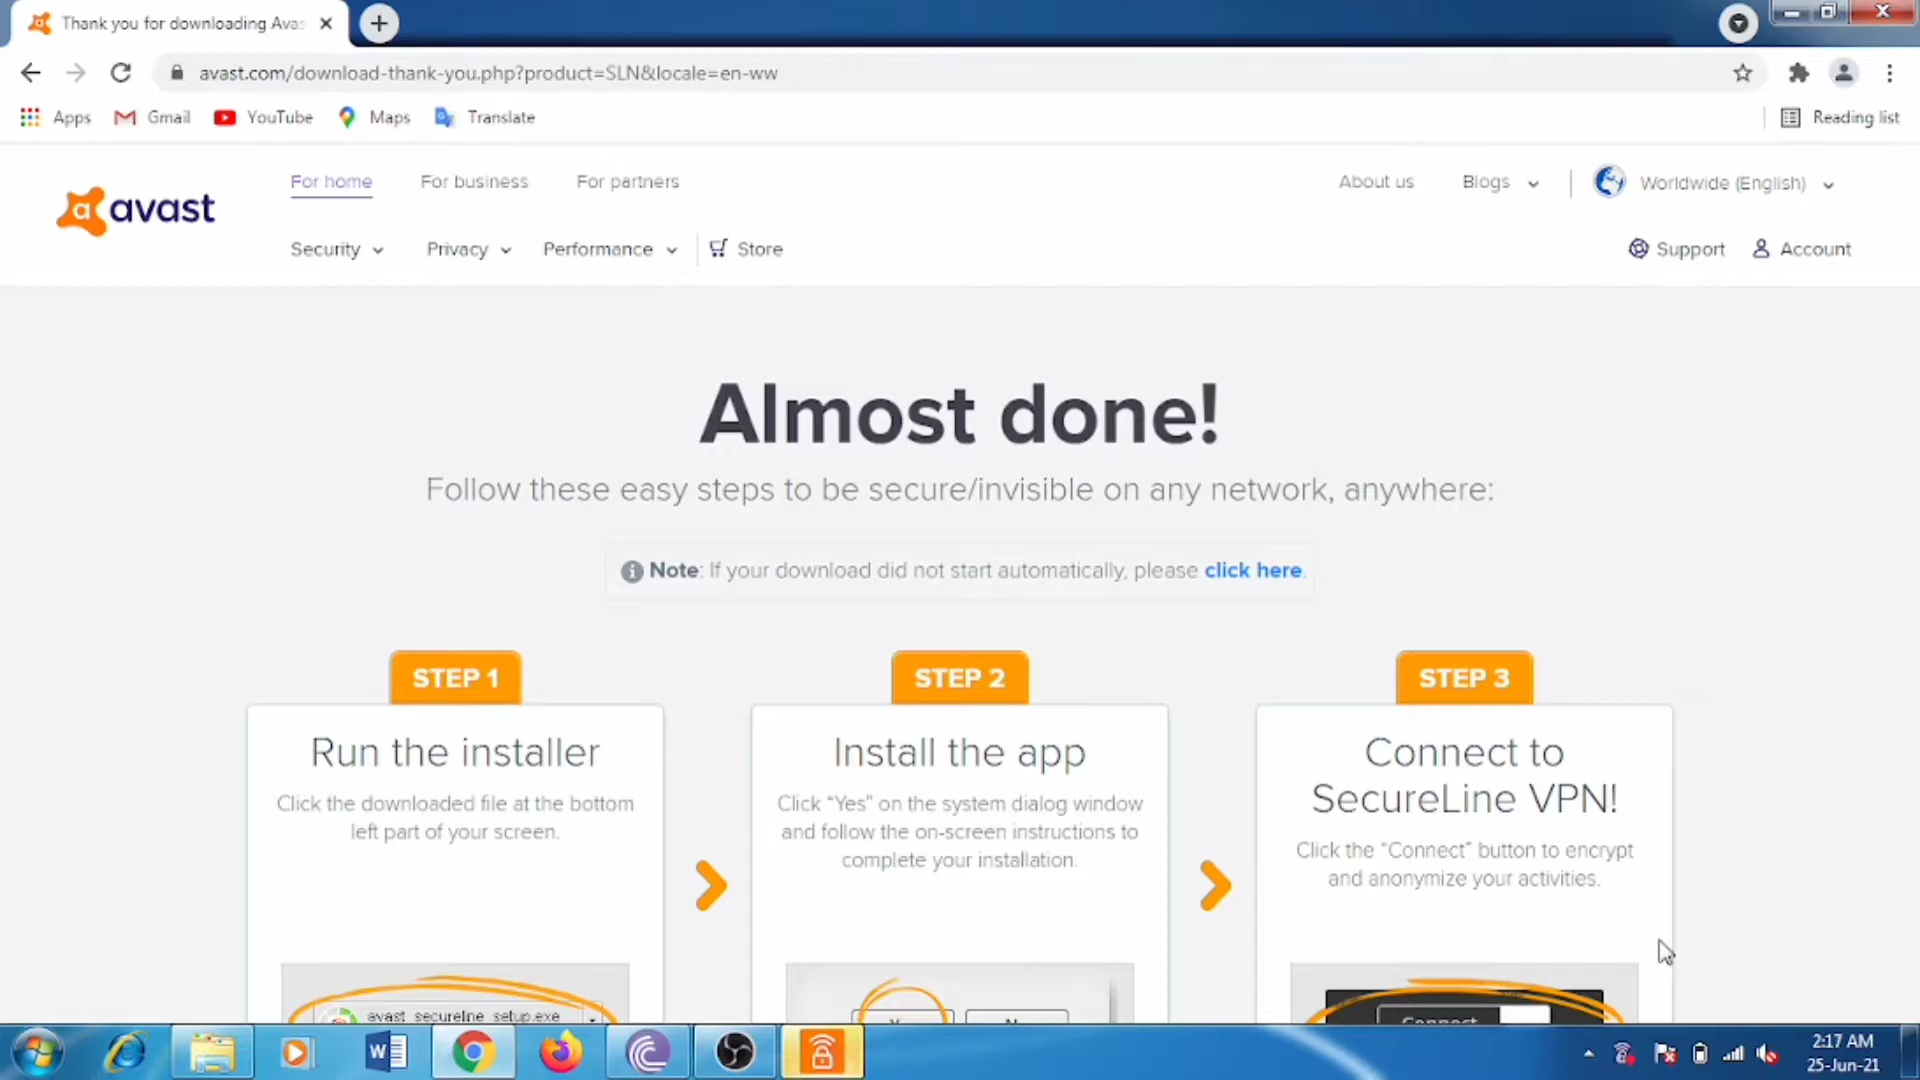 Thank you for downloading Avas
avast.com/download-thank-you.php?product=SLN&locale=en-ww
Apps
Gmail
YouTube
Maps
Translate
Reading list
avast
For home
For business
For partners
About us
Blogs
Worldwide (English)
Security
Privacy
Performance
Store
Support
Account
Almost done!
Follow these easy steps to be secure/invisible on any network, anywhere:
Note: If your download did not start automatically, please click here.
STEP 1
Run the installer
Click the downloaded file at the bottom
left part of your screen.
avast_secureline_setup.exe
STEP 2
Install the app
Click “Yes” on the system dialog window
and follow the on-screen instructions to
complete your installation.
STEP 3
Connect to
SecureLine VPN!
Click the “Connect” button to encrypt
and anonymize your activities.
Connect
2:17 AM
25-Jun-21